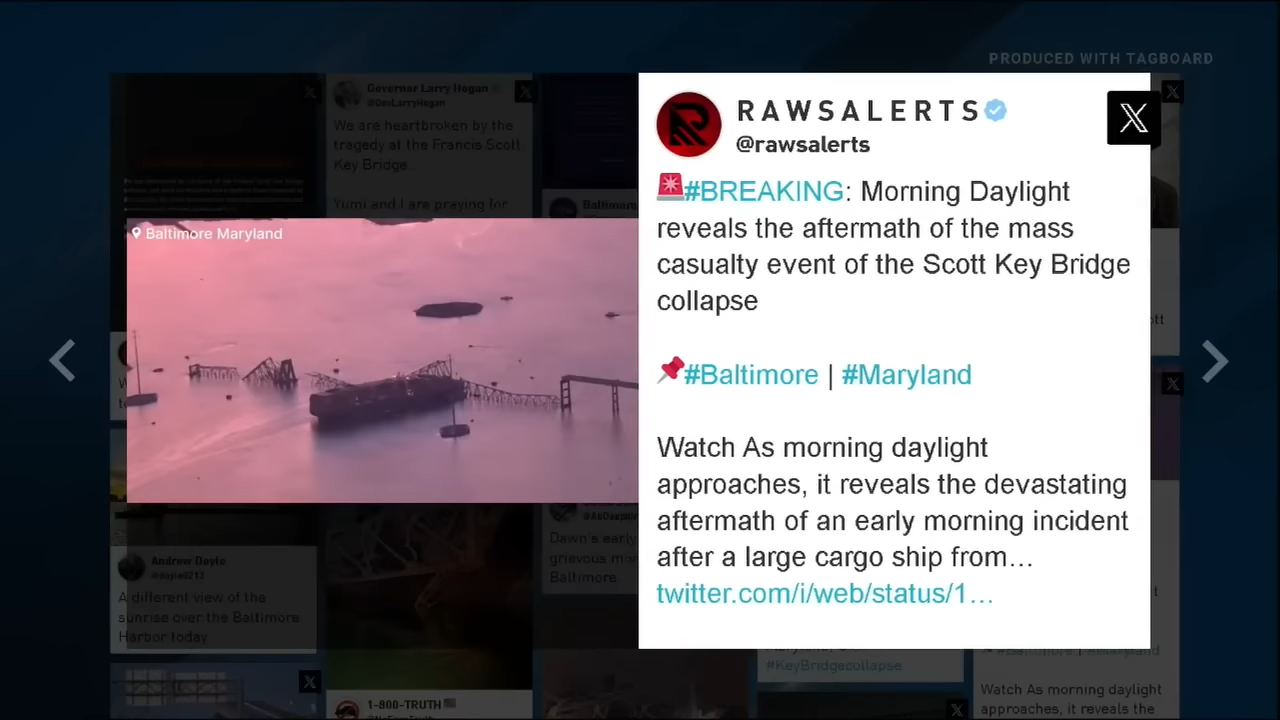 PRODUCED WITH TAGBOARD
RAWSALERTS
@rawsalerts
#BREAKING: Morning Daylight
reveals the aftermath of the mass
casualty event of the Scott Key Bridge
collapse
#Baltimore | #Maryland
Watch As morning daylight
approaches, it reveals the devastating
aftermath of an early morning incident
after a large cargo ship from...
twitter.com/i/web/status/1...
Baltimore Maryland
Governor Larry Hogan
@GovLarryHogan
We are heartbroken by the
tragedy at the Francis Scott
Key Bridge.
Yumi and I are praying for
Andrew Doyle
A different view of the
sunrise over the Baltimore
Harbor today
Dawn's early
grievous
Baltimore.
1-800-TRUTH
#KeyBridgecollapse
#Baltimore | #Maryland
Watch As morning daylight
approaches, it reveals the